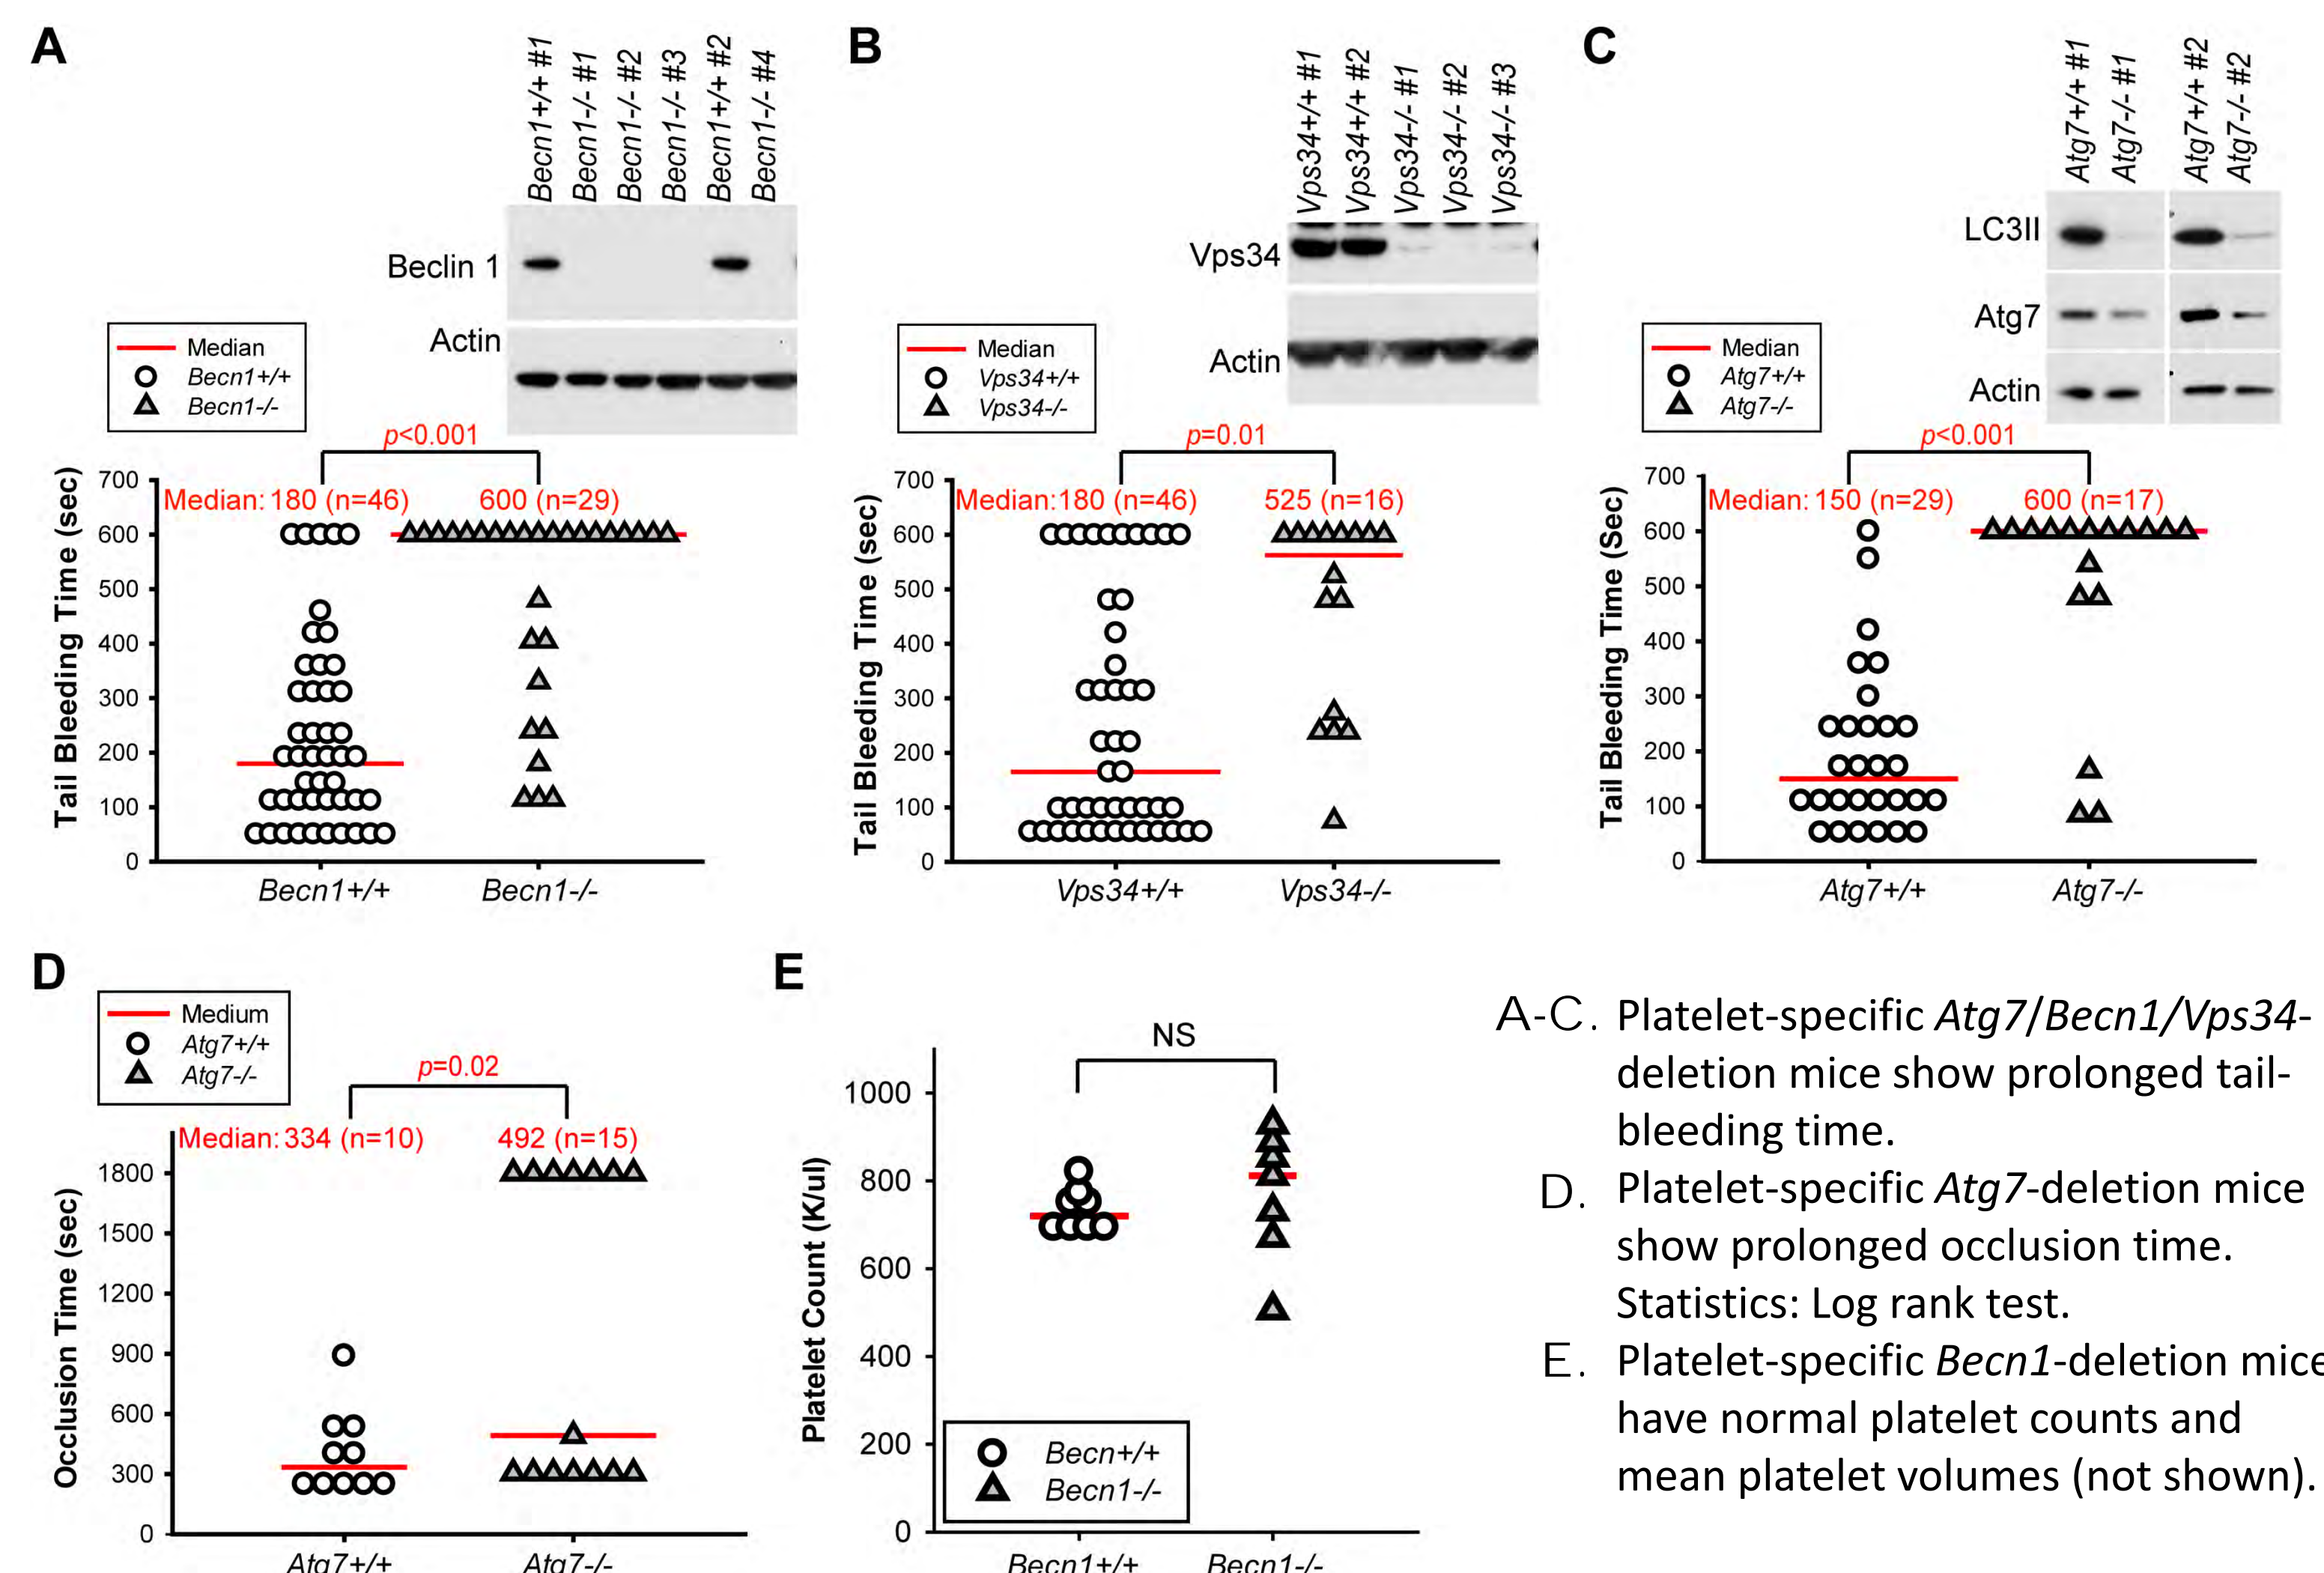 A
Becn1+/+ #1
Becn1-/- #1
Becn1-/- #2
Becn1-/- #3
Becn1+/+ #2
Becn1-/- #4
Beclin 1
Actin
Median
Becn1+/+
Becn1-/-
p<0.001
Median: 180 (n=46) 600 (n=29)
Tail Bleeding Time (sec)
700
600
500
400
300
200
100
0
Becn1+/+ Becn1-/-
B
Vps34+/+ #1
Vps34+/+ #2
Vps34-/- #1
Vps34-/- #2
Vps34-/- #3
Vps34
Actin
Median
Vps34+/+
Vps34-/-
p=0.01
Median: 180 (n=46) 525 (n=16)
Tail Bleeding Time (sec)
700
600
500
400
300
200
100
0
Vps34+/+ Vps34-/-
C
Atg7+/+ #1
Atg7-/- #1
Atg7+/+ #2
Atg7-/- #2
LC3II
Atg7
Actin
Median
Atg7+/+
Atg7-/-
p<0.001
Median: 150 (n=29) 600 (n=17)
Tail Bleeding Time (Sec)
700
600
500
400
300
200
100
0
Atg7+/+ Atg7-/-
D
Medium
Atg7+/+
Atg7-/-
p=0.02
Median: 334 (n=10) 492 (n=15)
Occlusion Time (sec)
1800
1500
1200
900
600
300
0
Atg7+/+ Atg7-/-
E
NS
Platelet Count (K/ul)
1000
800
600
400
200
0
Becn+/+
Becn1-/-
Becn1+/+ Becn1-/-
A-C. Platelet-specific Atg7/Becn1/Vps34-
deletion mice show prolonged tail-
bleeding time.
D. Platelet-specific Atg7-deletion mice
show prolonged occlusion time.
Statistics: Log rank test.
E. Platelet-specific Becn1-deletion mice
have normal platelet counts and
mean platelet volumes (not shown).